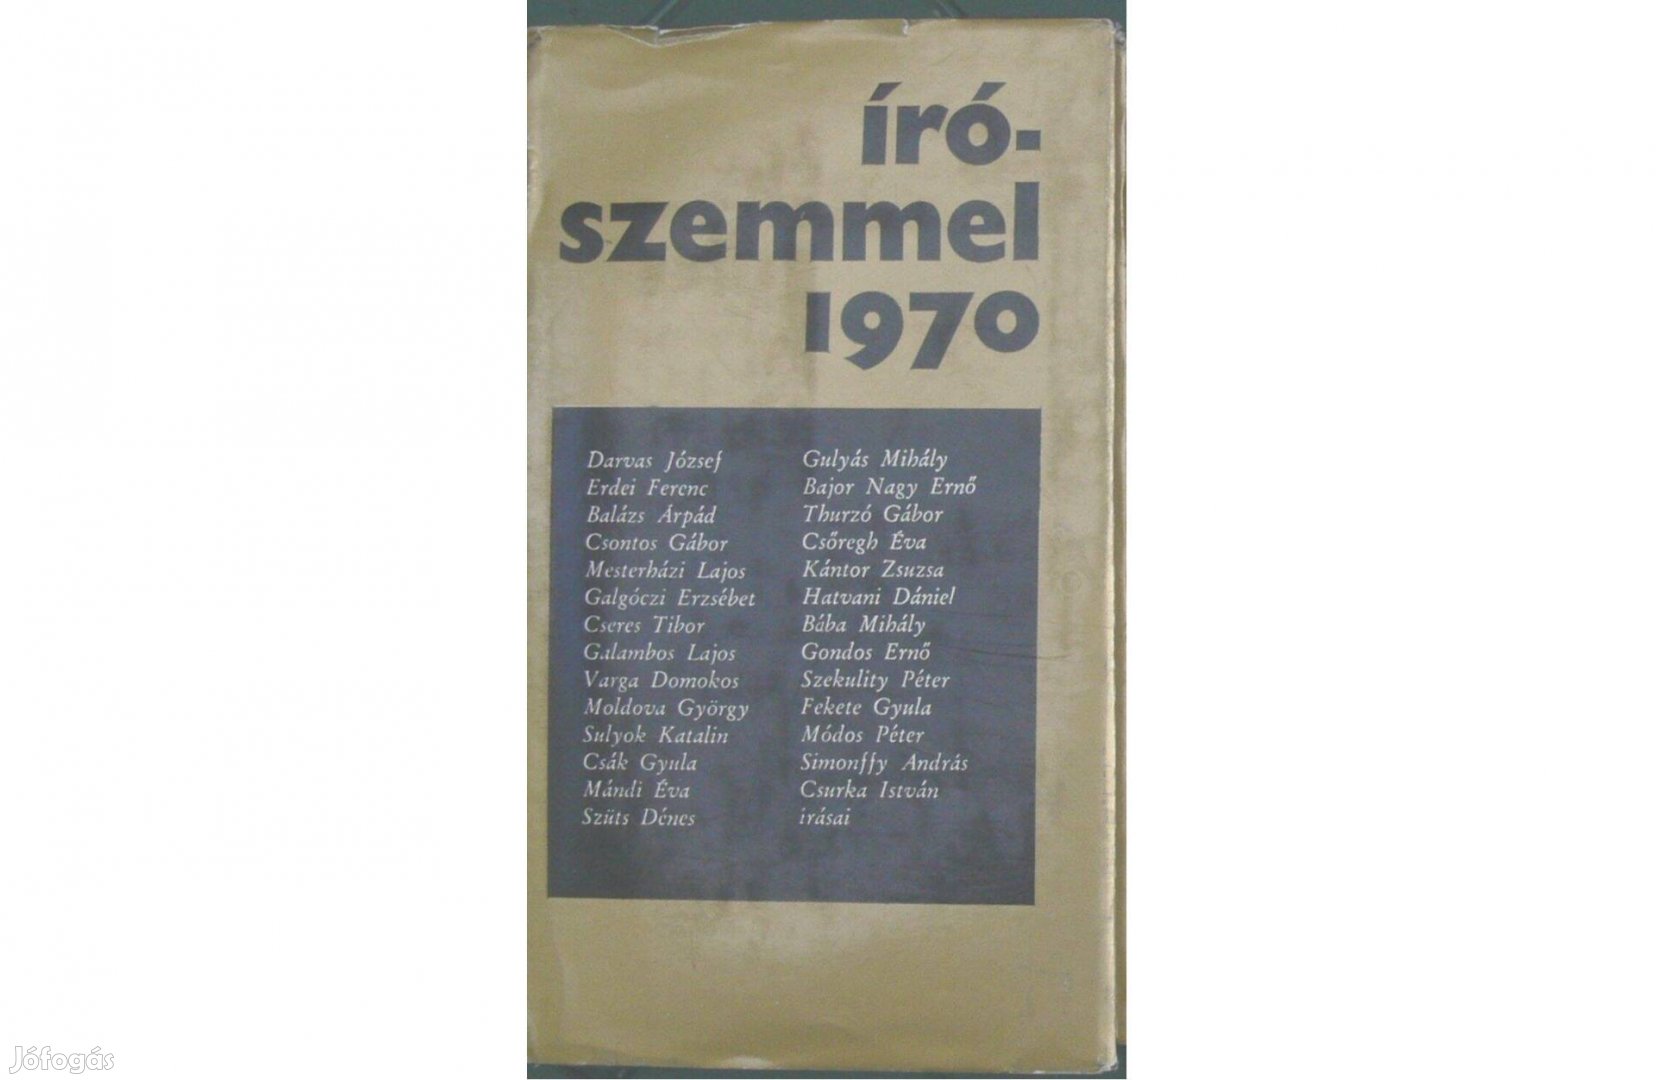 író-
szemmel
1970
Darvas József
Erdei Ferenc
Balázs Árpád
Csontos Gábor
Mesterházi Lajos
Galgóczi Erzsébet
Cseres Tibor
Galambos Lajos
Varga Domokos
Moldova György
Sulyok Katalin
Csák Gyula
Mándi Éva
Szüts Dénes
Gulyás Mihály
Bajor Nagy Ernő
Thurzó Gábor
Csőregh Éva
Kántor Zsuzsa
Hatvani Dániel
Bába Mihály
Gondos Ernő
Szekulity Péter
Fekete Gyula
Módos Péter
Simonffy András
Csurka István
írásai
Jófogás